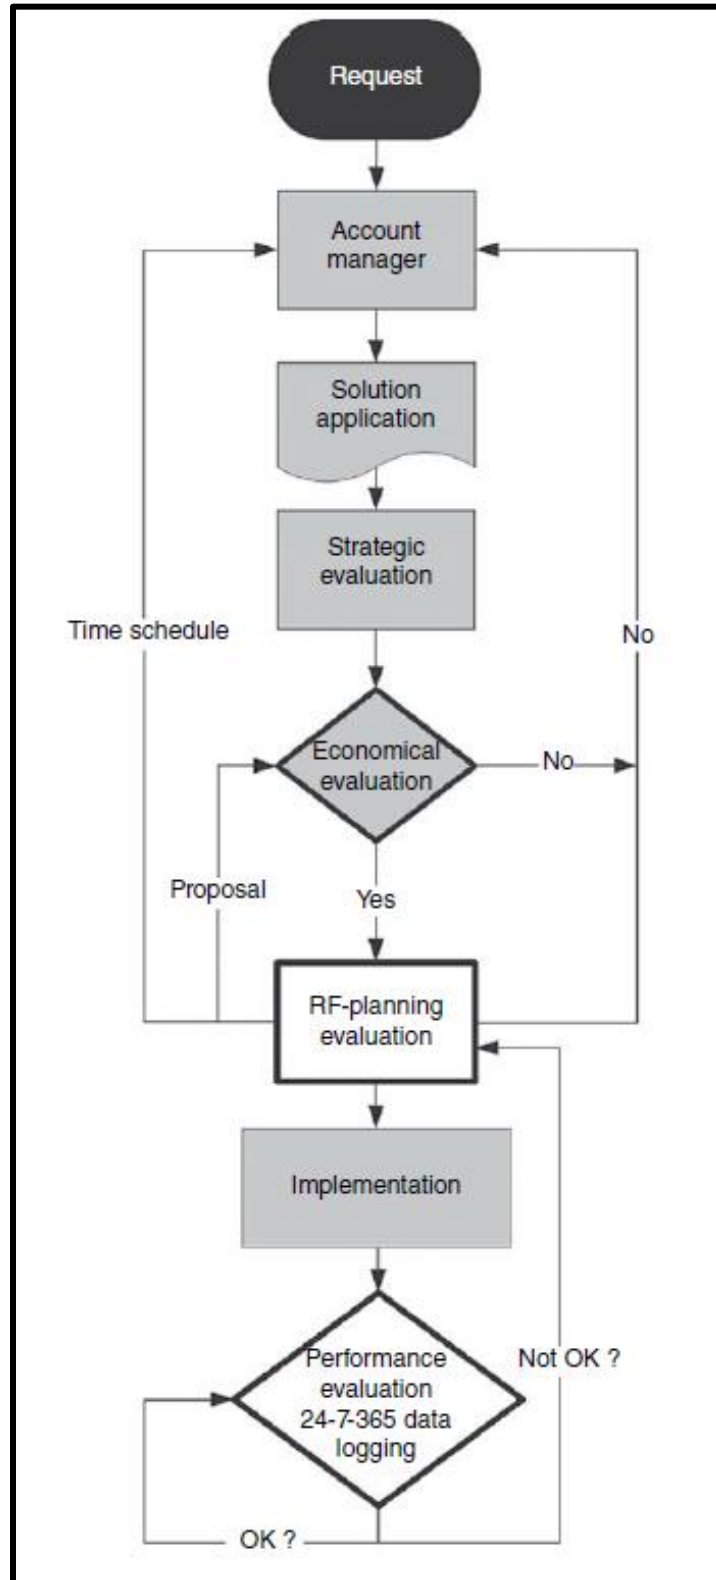 Request
Account
manager
Solution
application
Strategic
evaluation
Time schedule
No
Economical
evaluation
No
Proposal
Yes
RF-planning
evaluation
Implementation
Performance
evaluation
24-7-365 data
logging
Not OK ?
OK ?